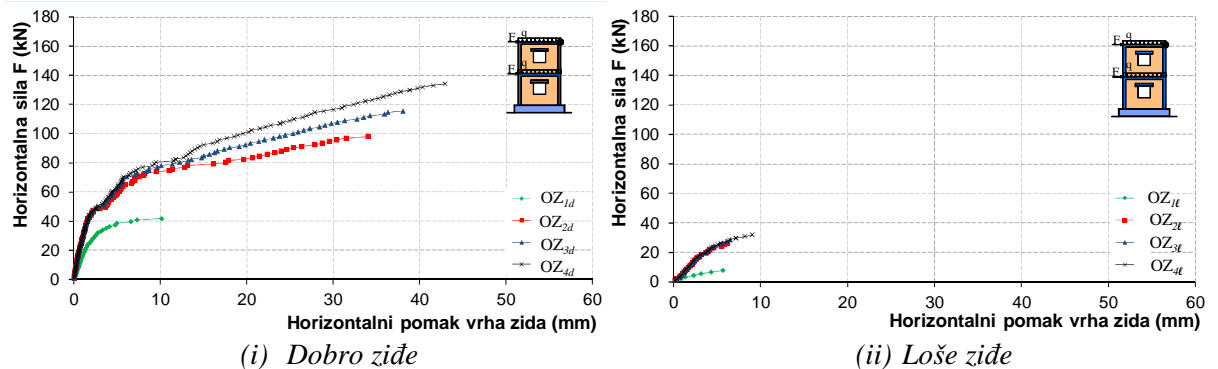 Horizontalna sila F (kN)
180
160
140
120
100
80
60
40
20
0
0 10 20 30 40 50 60
Horizontalni pomak vrha zida (mm)
F q
F q
OZ1d
OZ2d
OZ3d
OZ4d
(i) Dobro ziđe
Horizontalna sila F (kN)
180
160
140
120
100
80
60
40
20
0
0 10 20 30 40 50 60
Horizontalni pomak vrha zida (mm)
F q
F q
OZ1ℓ
OZ2ℓ
OZ3ℓ
OZ4ℓ
(ii) Loše ziđe